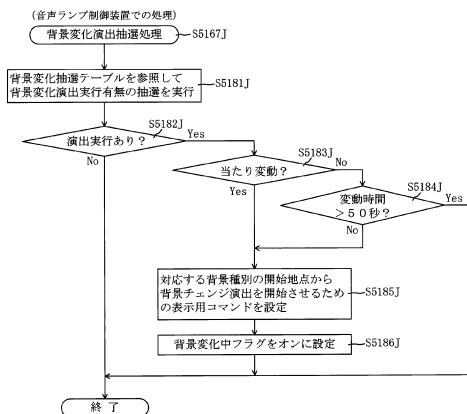 (音声ランプ制御装置での処理)
背景変化演出抽選処理
S5167J
背景変化抽選テーブルを参照して
背景変化演出実行有無の抽選を実行
S5181J
演出実行あり?
S5182J
Yes
No
当たり変動?
S5183J
No
Yes
変動時間
>50秒?
S5184J
Yes
No
対応する背景種別の開始地点から
背景チェンジ演出を開始させるため
の表示用コマンドを設定
S5185J
背景変化中フラグをオンに設定
S5186J
終了